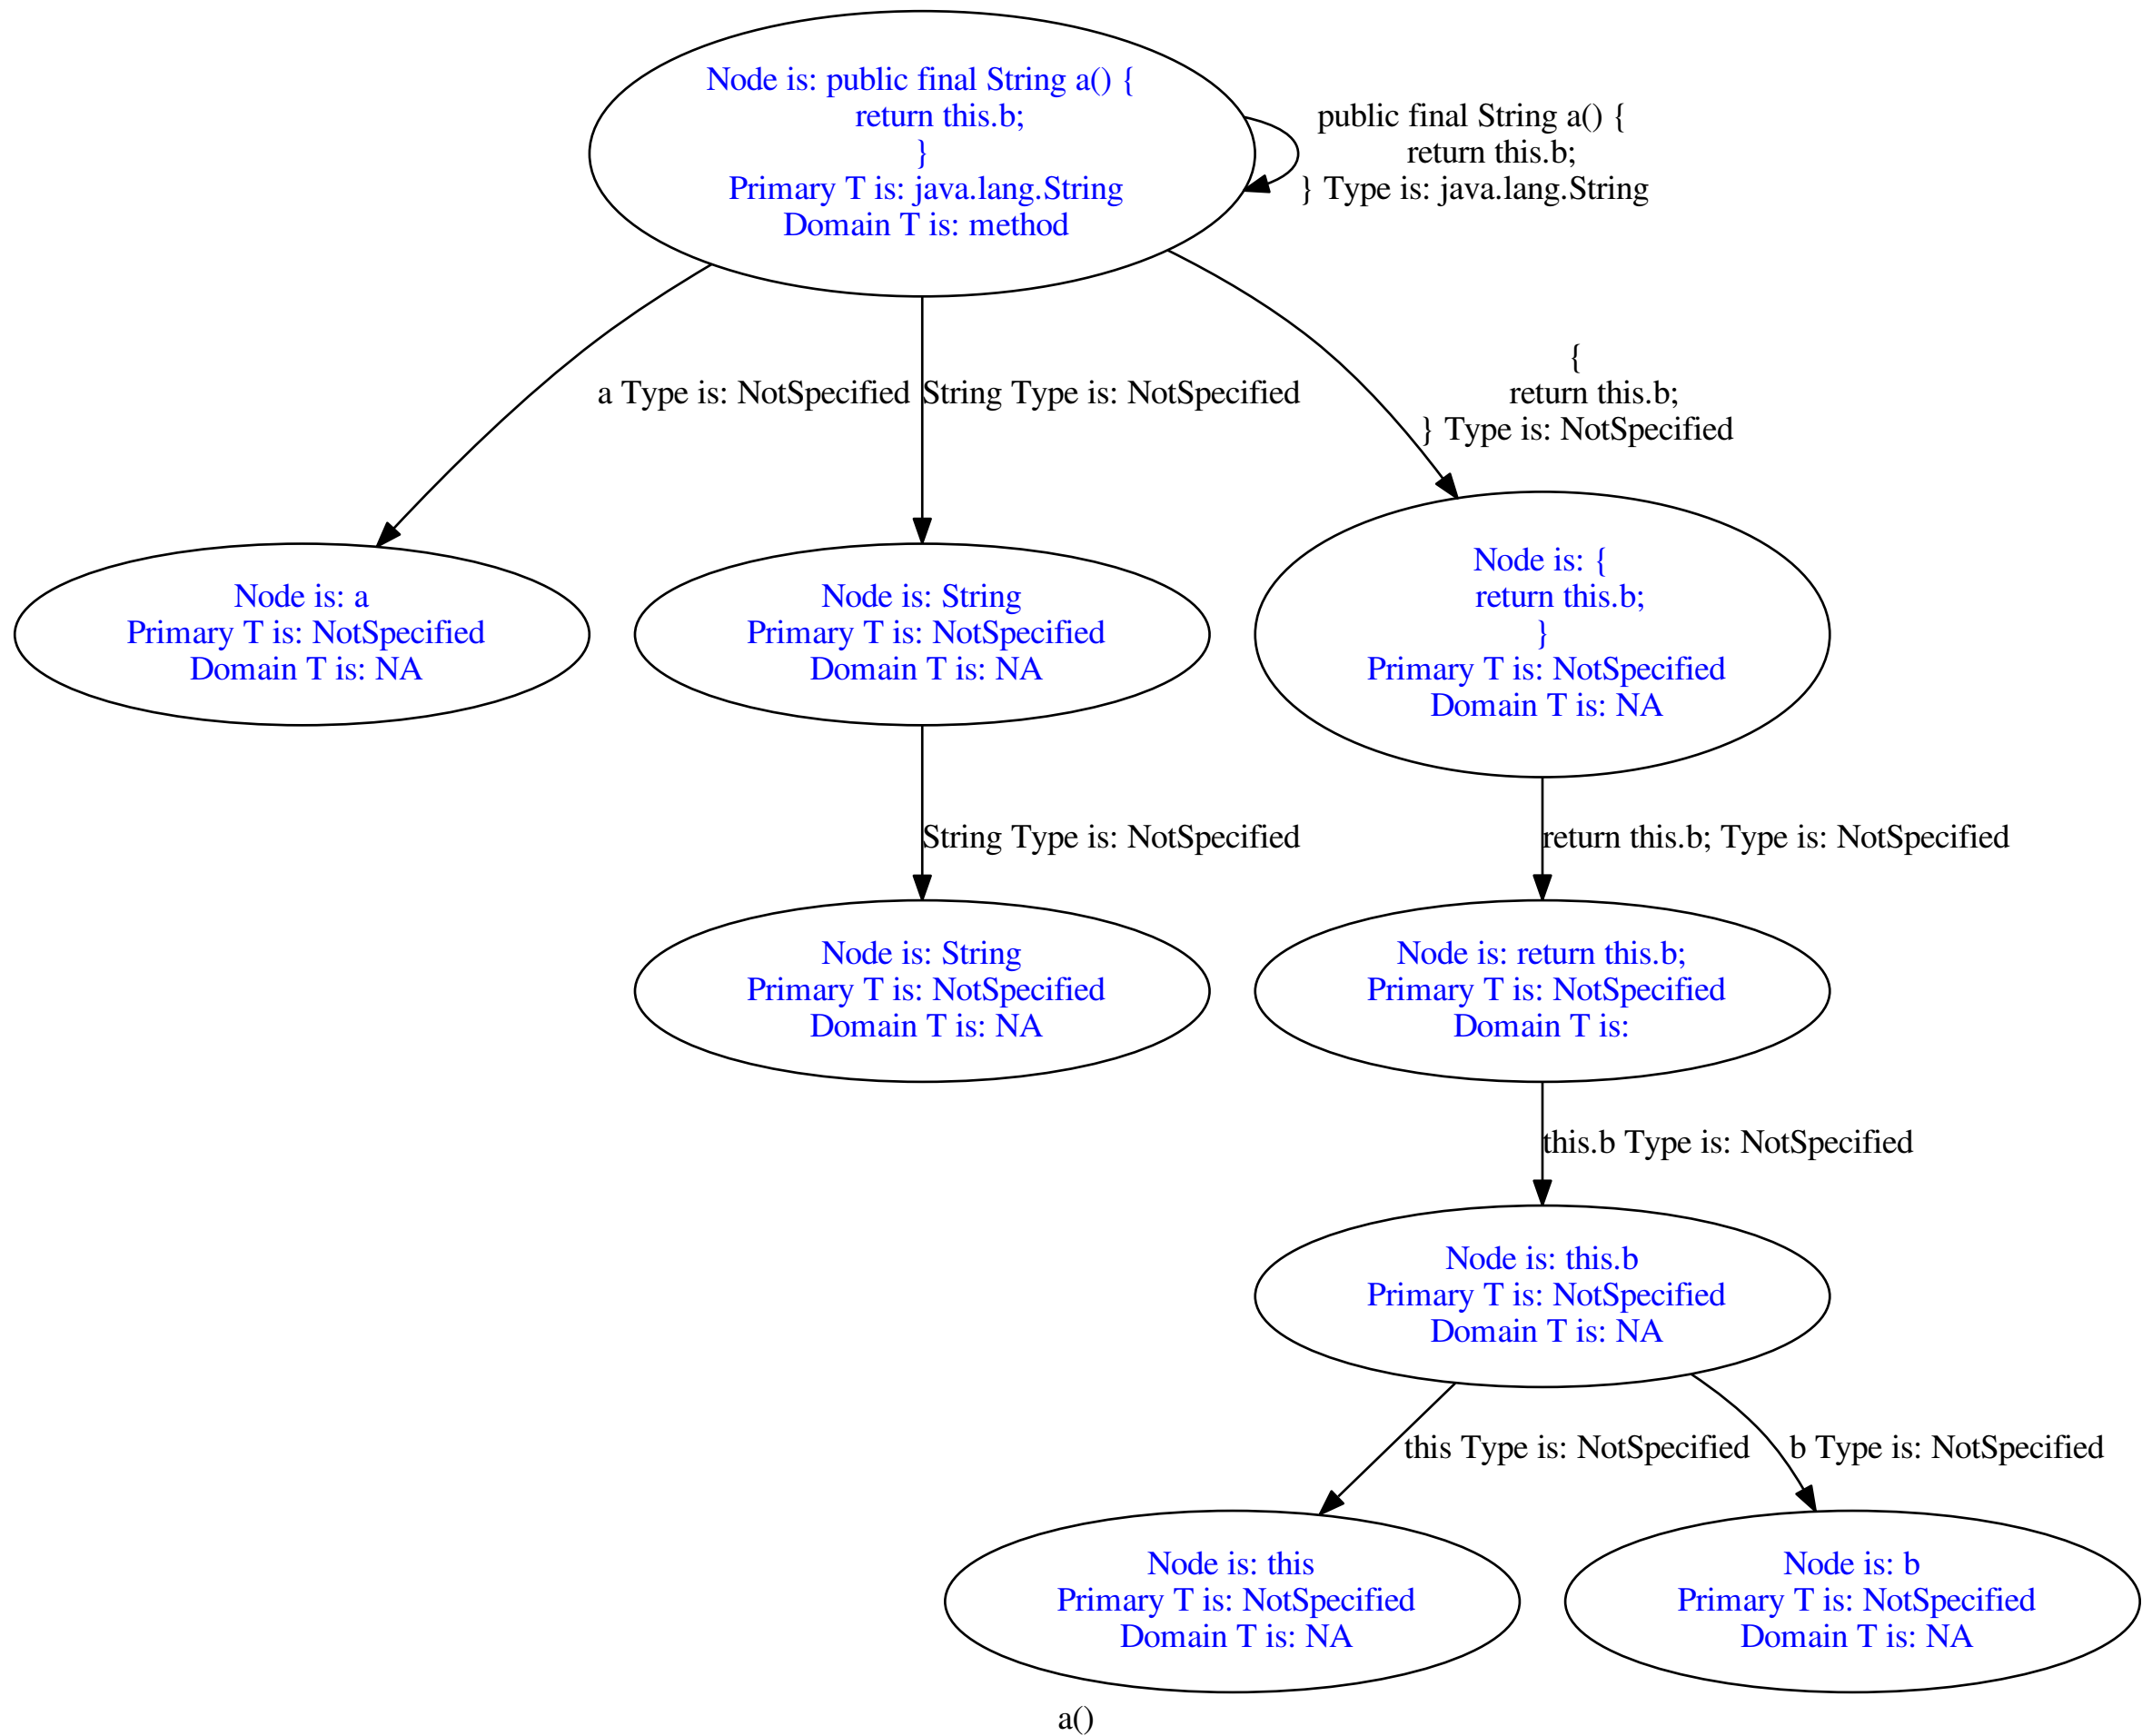 Node is: public final String a() {
return this.b;
}
Primary T is: java.lang.String
Domain T is: method
public final String a() {
return this.b;
} Type is: java.lang.String
a Type is: NotSpecified
String Type is: NotSpecified
{
return this.b;
} Type is: NotSpecified
Node is: a
Primary T is: NotSpecified
Domain T is: NA
Node is: String
Primary T is: NotSpecified
Domain T is: NA
Node is: {
return this.b;
}
Primary T is: NotSpecified
Domain T is: NA
String Type is: NotSpecified
return this.b; Type is: NotSpecified
Node is: String
Primary T is: NotSpecified
Domain T is: NA
Node is: return this.b;
Primary T is: NotSpecified
Domain T is:
this.b Type is: NotSpecified
Node is: this.b
Primary T is: NotSpecified
Domain T is: NA
this Type is: NotSpecified
b Type is: NotSpecified
Node is: this
Primary T is: NotSpecified
Domain T is: NA
Node is: b
Primary T is: NotSpecified
Domain T is: NA
a()